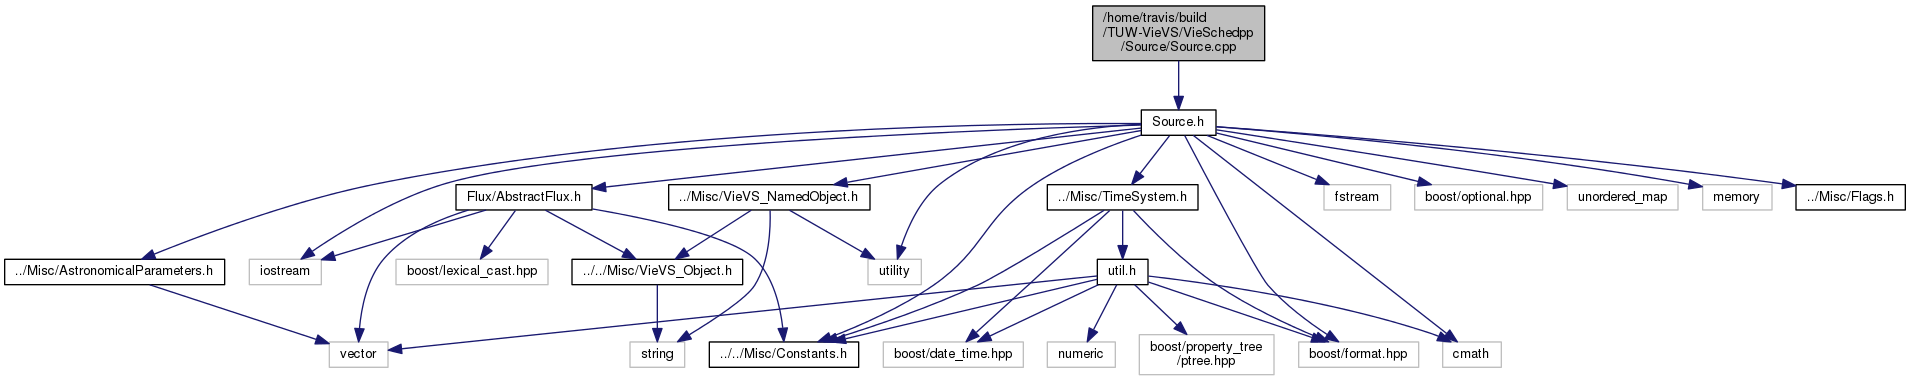 /home/travis/build
/TUW-VieVS/VieSchedpp
/Source/Source.cpp
Source.h
Flux/AbstractFlux.h
../Misc/VieVS_NamedObject.h
../Misc/TimeSystem.h
fstream
boost/optional.hpp
unordered_map
memory
../Misc/Flags.h
../Misc/AstronomicalParameters.h
iostream
boost/lexical_cast.hpp
../../Misc/VieVS_Object.h
utility
util.h
vector
string
../../Misc/Constants.h
boost/date_time.hpp
numeric
boost/property_tree
/ptree.hpp
boost/format.hpp
cmath